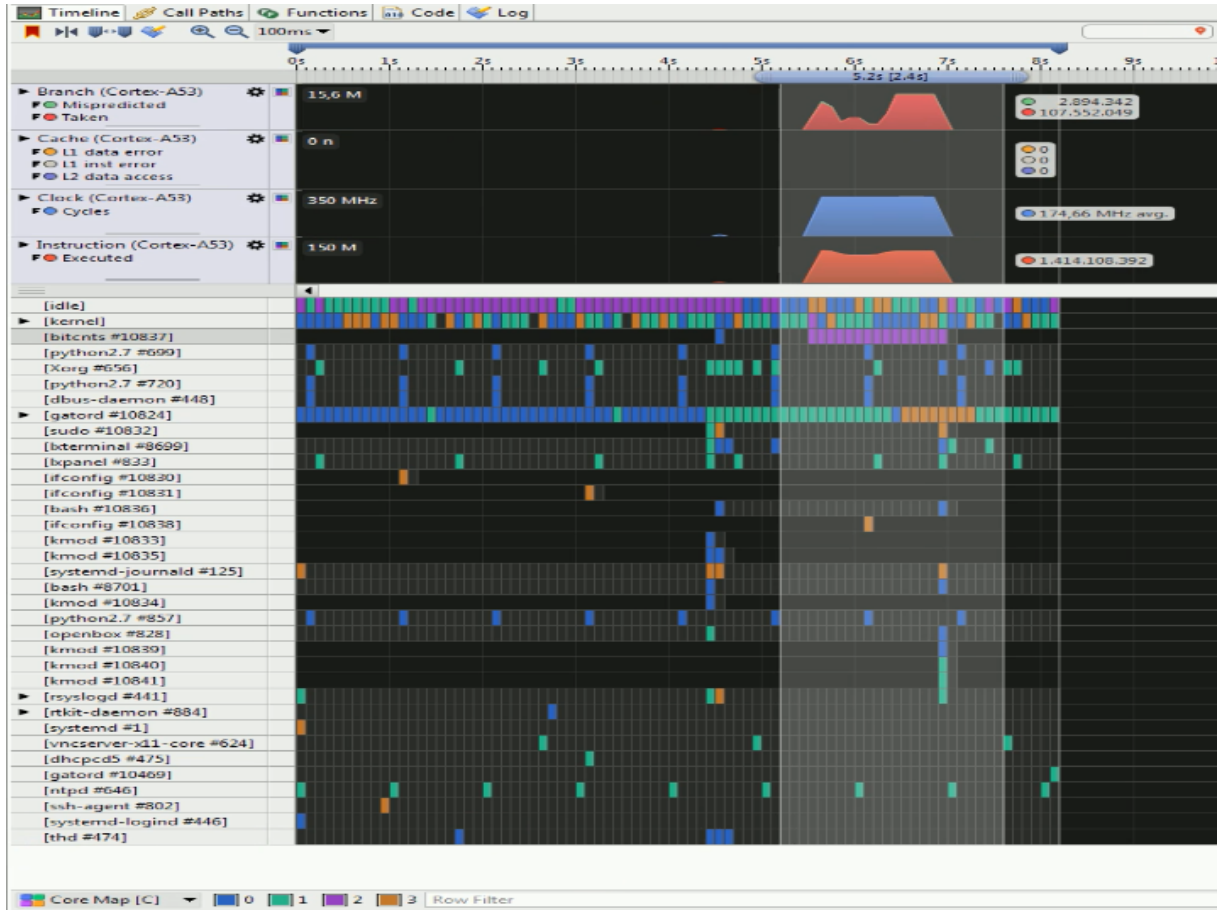 Timeline Call Paths Functions Code Log
100ms
0s 1s 2s 3s 4s 5s 6s 7s 8s 9s
5.2s [2.4s]
Branch (Cortex-A53)
15,6 M
Mispredicted
2.894.342
Taken
107.552.049
Cache (Cortex-A53)
0 n
L1 data error
0
L1 inst error
0
L2 data access
0
Clock (Cortex-A53)
350 MHz
Cycles
174,66 MHz avg.
Instruction (Cortex-A53)
150 M
Executed
1.414.108.392
[idle]
[kernel]
[bitcnts #10837]
[python2.7 #699]
[Xorg #656]
[python2.7 #720]
[dbus-daemon #448]
[gatord #10824]
[sudo #10832]
[lxterminal #8699]
[lxpanel #833]
[ifconfig #10830]
[ifconfig #10831]
[bash #10836]
[ifconfig #10838]
[kmod #10833]
[kmod #10835]
[systemd-journald #125]
[bash #8701]
[kmod #10834]
[python2.7 #857]
[openbox #828]
[kmod #10839]
[kmod #10840]
[kmod #10841]
[rsyslogd #441]
[rtkit-daemon #884]
[systemd #1]
[vncserver-x11-core #624]
[dhcpcd5 #475]
[gatord #10469]
[ntpd #646]
[ssh-agent #802]
[systemd-logind #446]
[thd #474]
Core Map [C] [ ] 0 [ ] 1 [ ] 2 [ ] 3 Row Filter